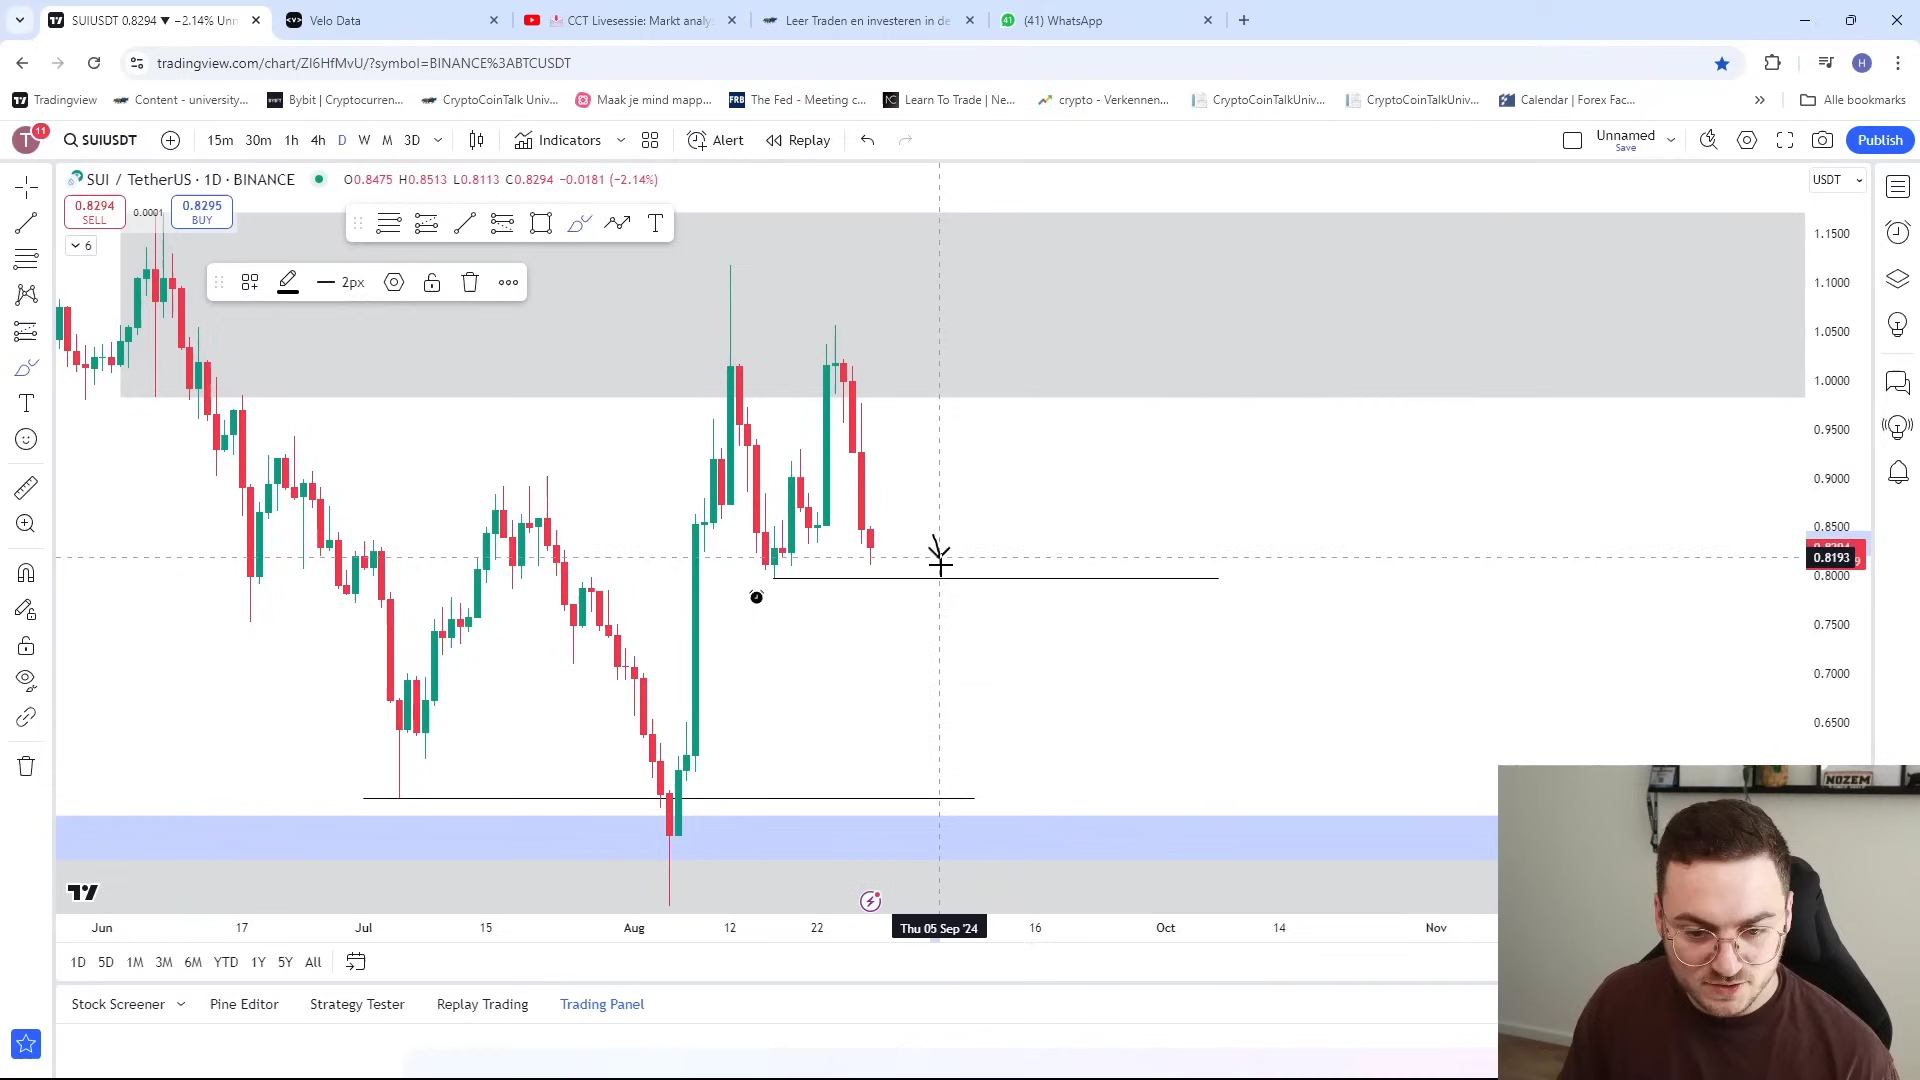 SUIUSDT 0.8294 ▼ −2.14% Unn
Velo Data
CCT Livesessie: Markt analy
Leer Traden en investeren in de
(41) WhatsApp
tradingview.com/chart/ZI6HfMvU/?symbol=BINANCE%3ABTCUSDT
H
Tradingview
Content - university...
Bybit | Cryptocurren...
CryptoCoinTalk Univ...
Maak je mind mapp...
FRB
The Fed - Meeting c...
Learn To Trade | Ne...
crypto - Verkennen...
CryptoCoinTalkUniv...
CryptoCoinTalkUniv...
Calendar | Forex Fac...
Alle bookmarks
T
11
SUIUSDT
15m
30m
1h
4h
D
W
M
3D
Indicators
Alert
Replay
Unnamed
Save
Publish
SUI / TetherUS · 1D · BINANCE
O0.8475 H0.8513 L0.8113 C0.8294 −0.0181 (−2.14%)
USDT
0.8294
SELL
0.0001
0.8295
BUY
6
T
2px
1.1500
1.1000
1.0500
1.0000
0.9500
0.9000
0.8500
0.8193
0.8000
0.7500
0.7000
0.6500
NOZEM
Jun
17
Jul
15
Aug
12
22
Thu 05 Sep '24
16
Oct
14
Nov
1D
5D
1M
3M
6M
YTD
1Y
5Y
All
Stock Screener
Pine Editor
Strategy Tester
Replay Trading
Trading Panel